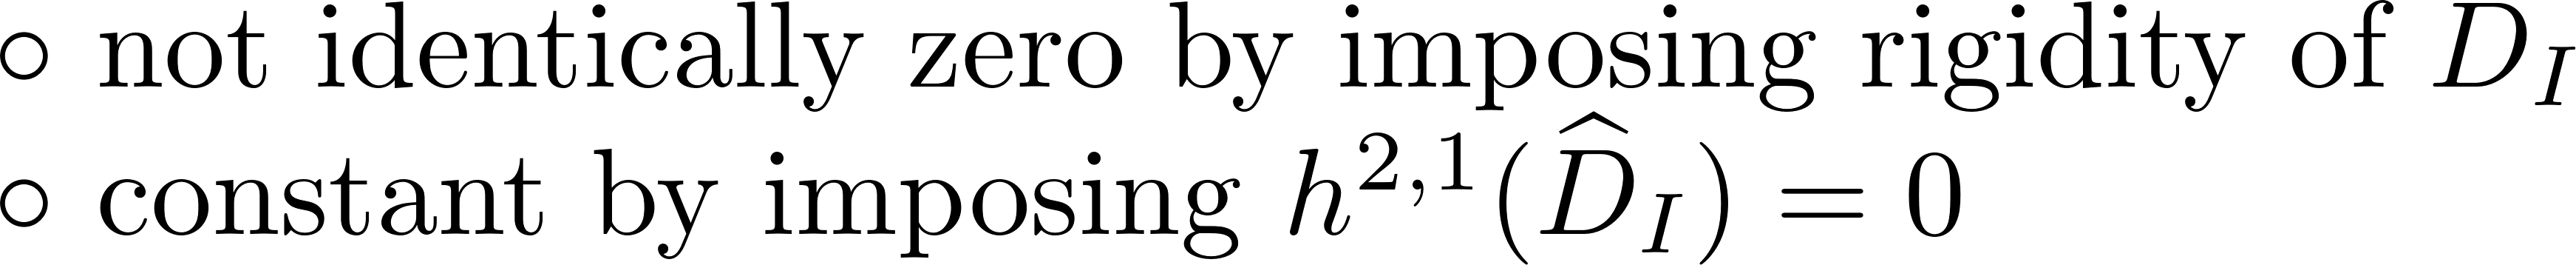 ◦ not identically zero by imposing rigidity of $D_I$
◦ constant by imposing $h^{2,1}(\widehat{D}_I) = 0$